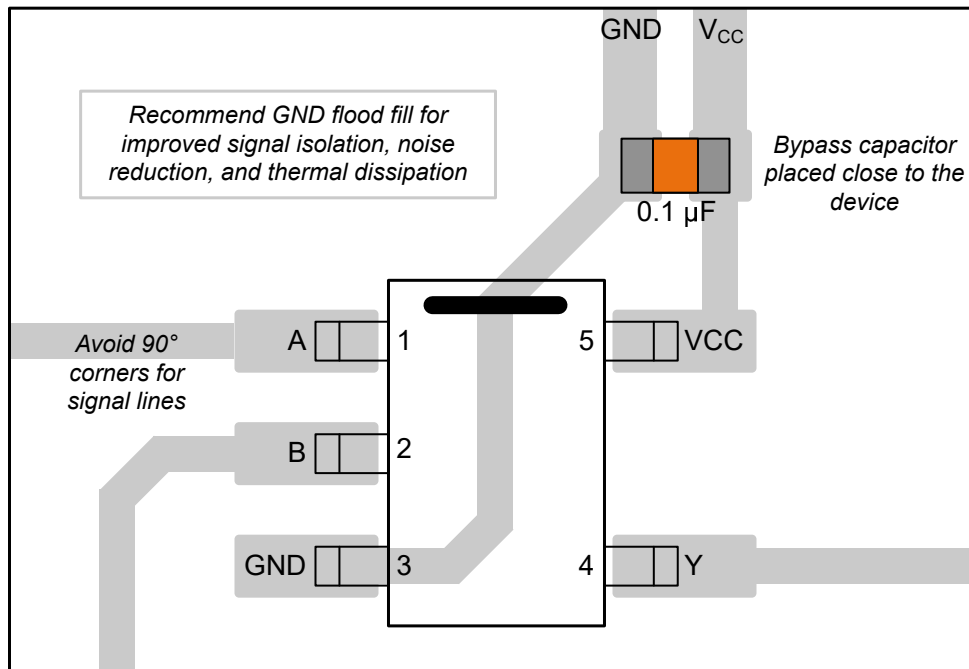 GND VCC
Recommend GND flood fill for
improved signal isolation, noise
reduction, and thermal dissipation
Bypass capacitor
placed close to the
device
0.1 µF
A 1 5 VCC
Avoid 90°
corners for
signal lines
B 2
GND 3 4 Y